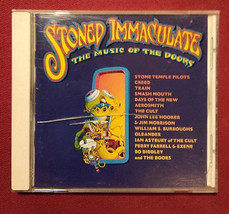 STONED IMMACULATE
THE MUSIC OF THE DOORS
STONE TEMPLE PILOTS
CREED
TRAIN
SMASH MOUTH
DAYS OF THE NEW
AEROSMITH
THE CULT
JOHN LEE HOOKER
& JIM MORRISON
WILLIAM S. BURROUGHS
OLEANDER
IAN ASTBURY OF THE CULT
PERRY FARRELL & EXENE
BO DIDDLEY
and THE DOORS